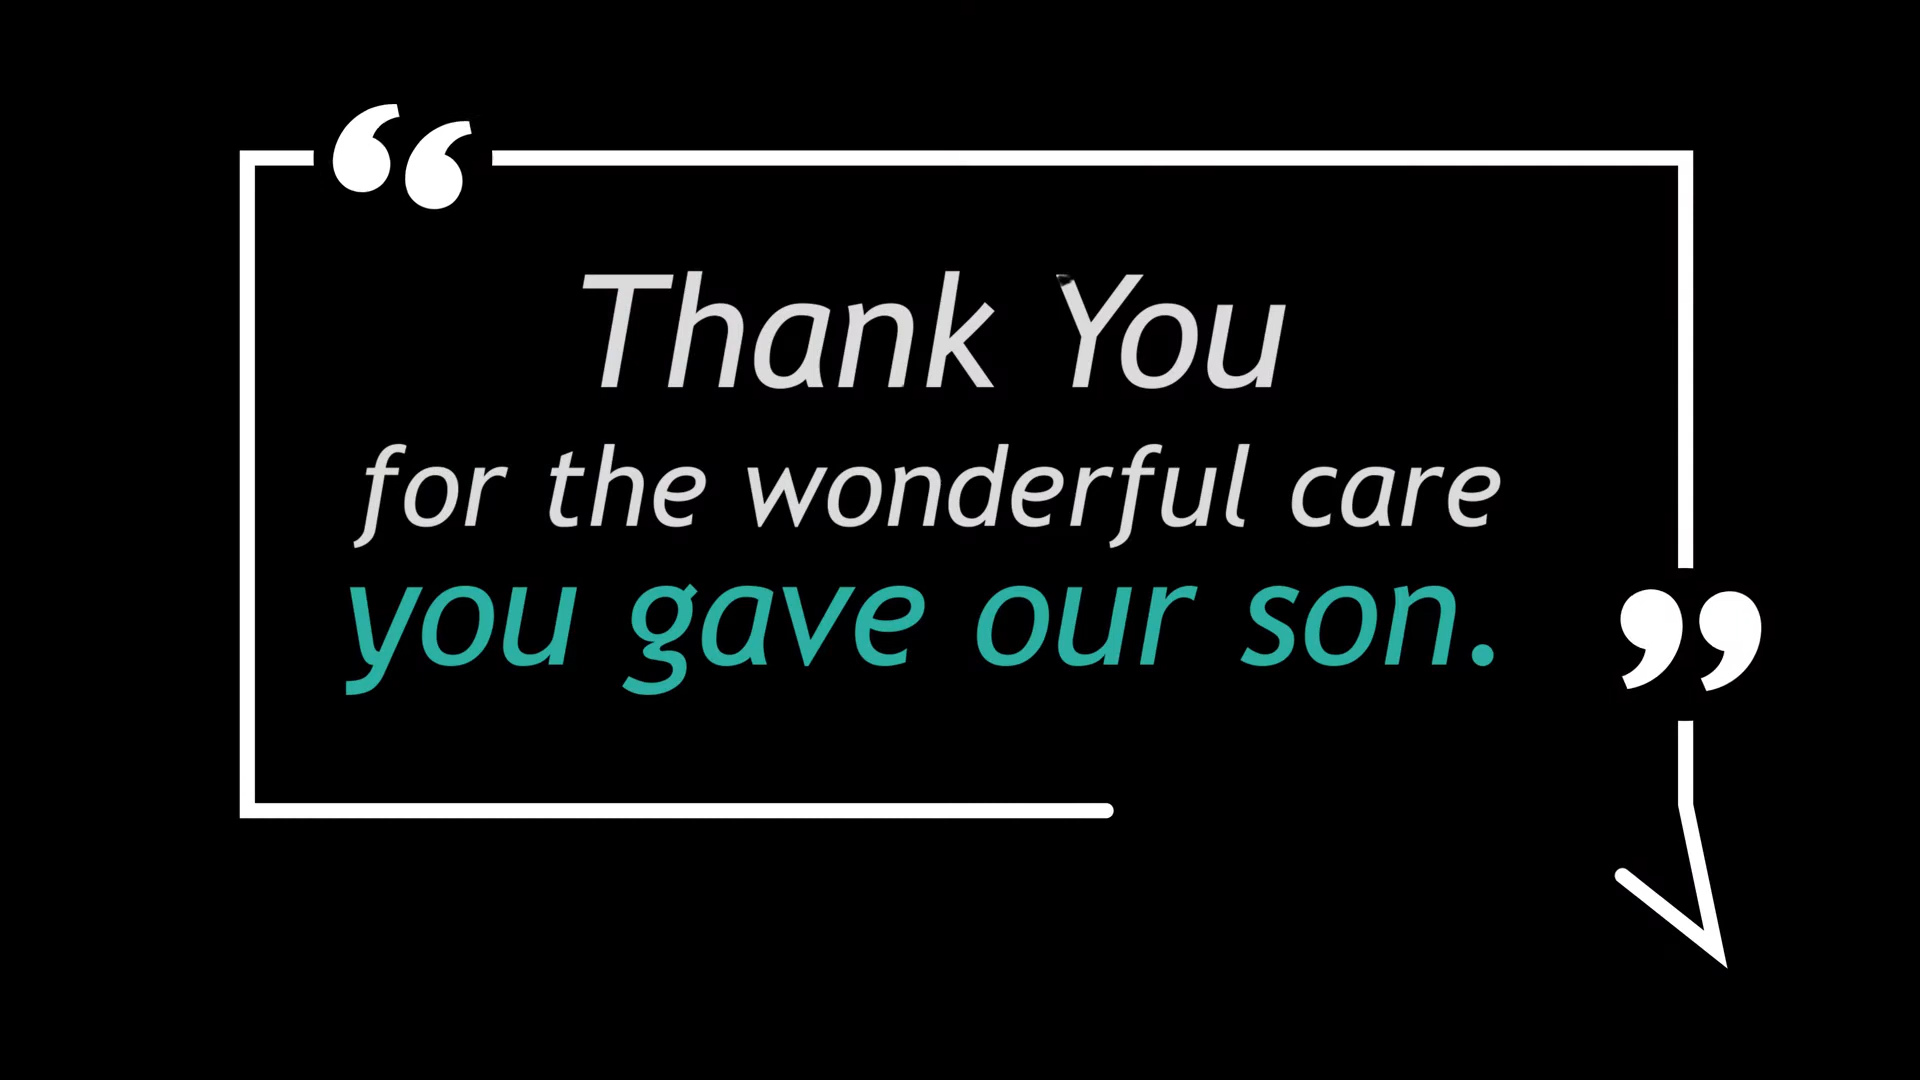 “
Thank You
for the wonderful care
you gave our son.
”